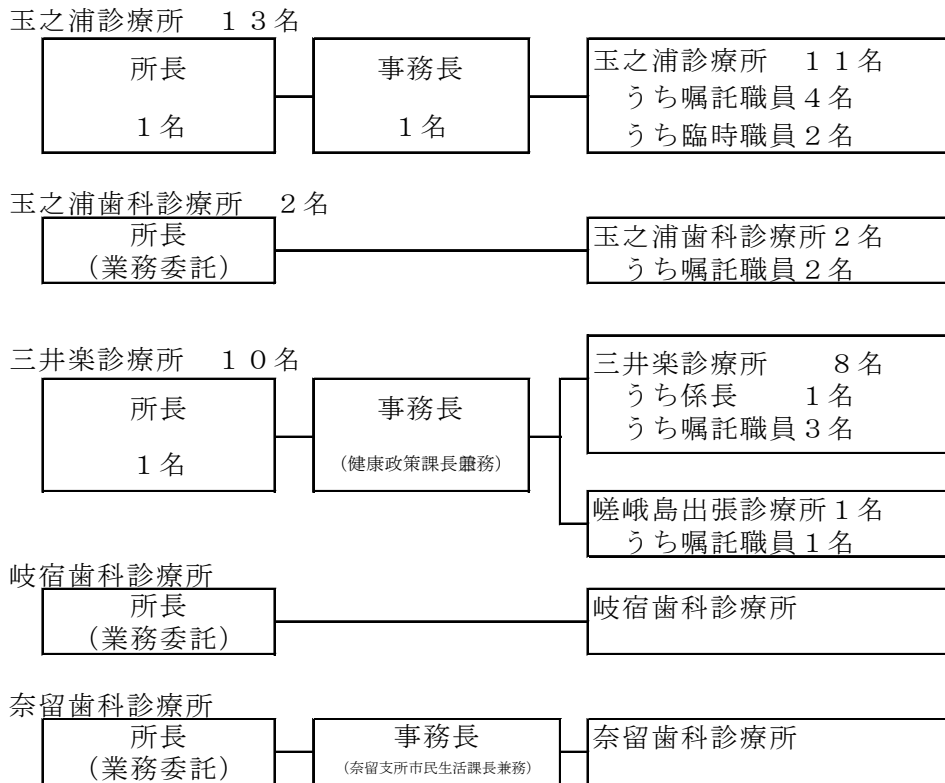 玉之浦診療所　１３名
所長
１名
事務長
１名
玉之浦診療所　１１名
うち嘱託職員４名
うち臨時職員２名
玉之浦歯科診療所　２名
所長
（業務委託）
玉之浦歯科診療所２名
うち嘱託職員２名
三井楽診療所　１０名
所長
１名
事務長
（健康政策課長兼務）
三井楽診療所　８名
うち係長　１名
うち嘱託職員３名
嵯峨島出張診療所１名
うち嘱託職員１名
岐宿歯科診療所
所長
（業務委託）
岐宿歯科診療所
奈留歯科診療所
所長
（業務委託）
事務長
（奈留支所市民生活課長兼務）
奈留歯科診療所